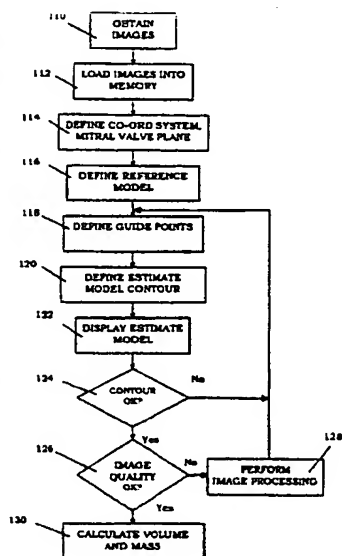 110
OBTAIN
IMAGES
112
LOAD IMAGES INTO
MEMORY
114
DEFINE CO-ORD SYSTEM,
MITRAL VALVE PLANE
116
DEFINE REFERENCE
MODEL
118
DEFINE GUIDE POINTS
120
DEFINE ESTIMATE
MODEL CONTOUR
122
DISPLAY ESTIMATE
MODEL
124
CONTOUR
OK?
No
Yes
126
IMAGE
QUALITY
OK?
No
128
PERFORM
IMAGE PROCESSING
Yes
130
CALCULATE VOLUME
AND MASS